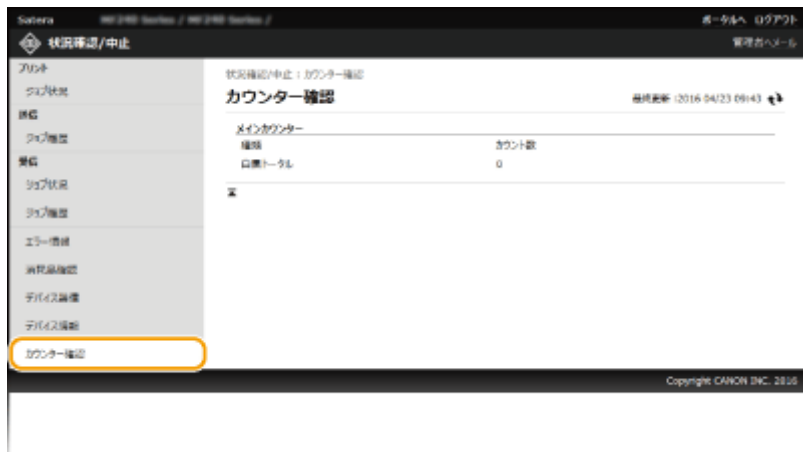 Satera
ポータルへ ログアウト
状況確認/中止
管理者へメール
プリント
ジョブ状況
送信
ジョブ履歴
受信
ジョブ状況
ジョブ履歴
エラー情報
消耗品確認
デバイス装備
デバイス情報
カウンター確認
状況確認/中止 : カウンター確認
カウンター確認
最終更新 :2016 04/23 09:43
メインカウンター
種類 カウント数
白黒トータル 0
Copyright CANON INC. 2016